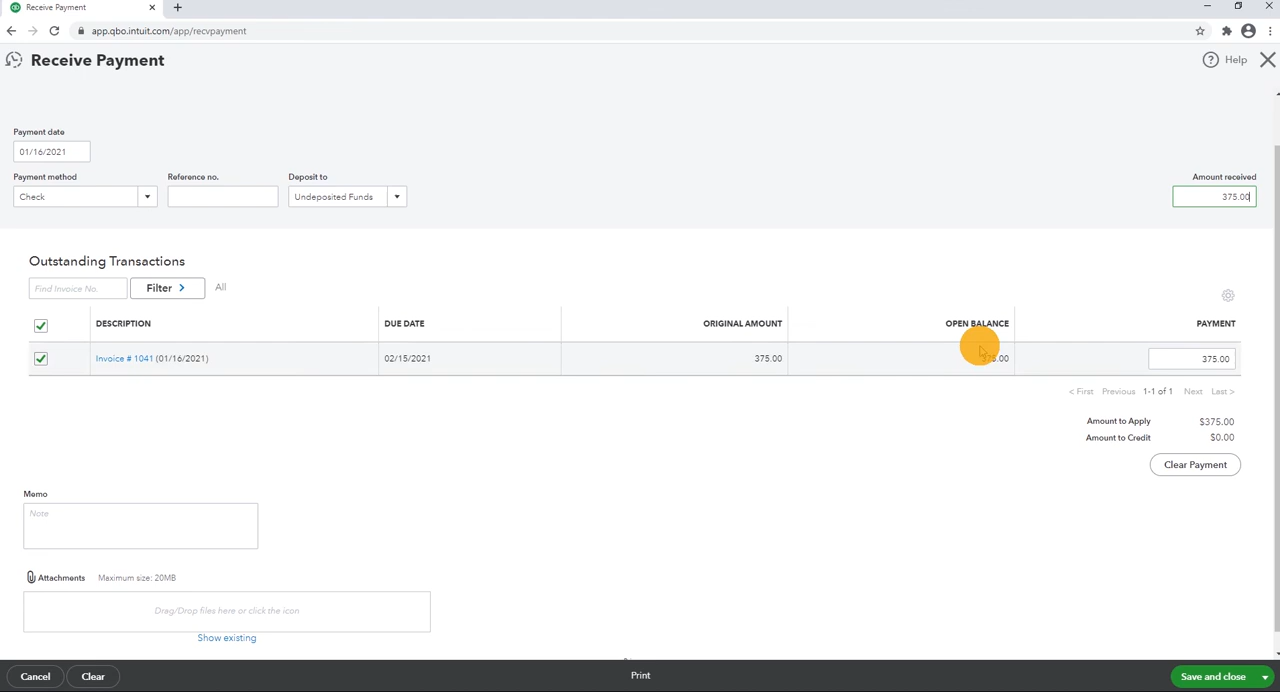 Receive Payment
app.qbo.intuit.com/app/recvpayment
Receive Payment
Help
Payment date
01/16/2021
Payment method
Reference no.
Deposit to
Amount received
Check
Undeposited Funds
375.00
Outstanding Transactions
Find Invoice No.
Filter >
All
DESCRIPTION
DUE DATE
ORIGINAL AMOUNT
OPEN BALANCE
PAYMENT
Invoice # 1041 (01/16/2021)
02/15/2021
375.00
375.00
375.00
< First Previous 1-1 of 1 Next Last >
Amount to Apply $375.00
Amount to Credit $0.00
Clear Payment
Memo
Note
Attachments Maximum size: 20MB
Drag/Drop files here or click the icon
Show existing
Cancel
Clear
Print
Save and close